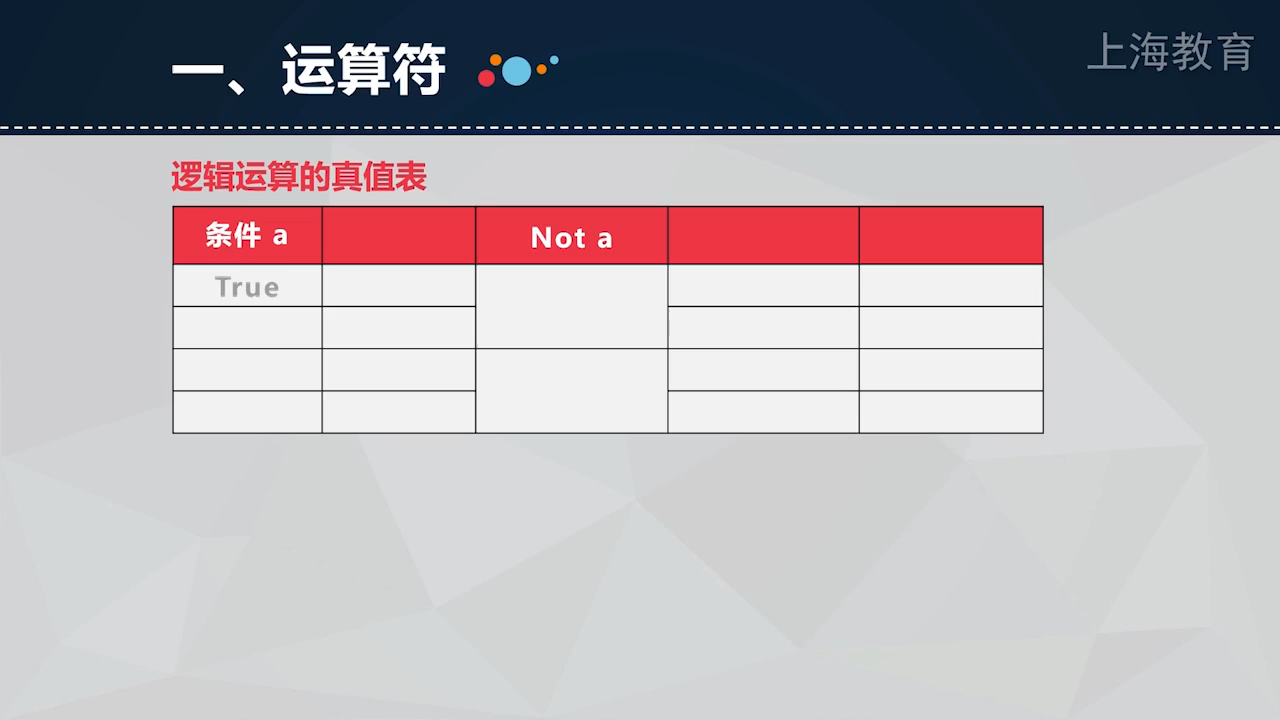 一、运算符
上海教育
逻辑运算的真值表
条件 a
Not a
True